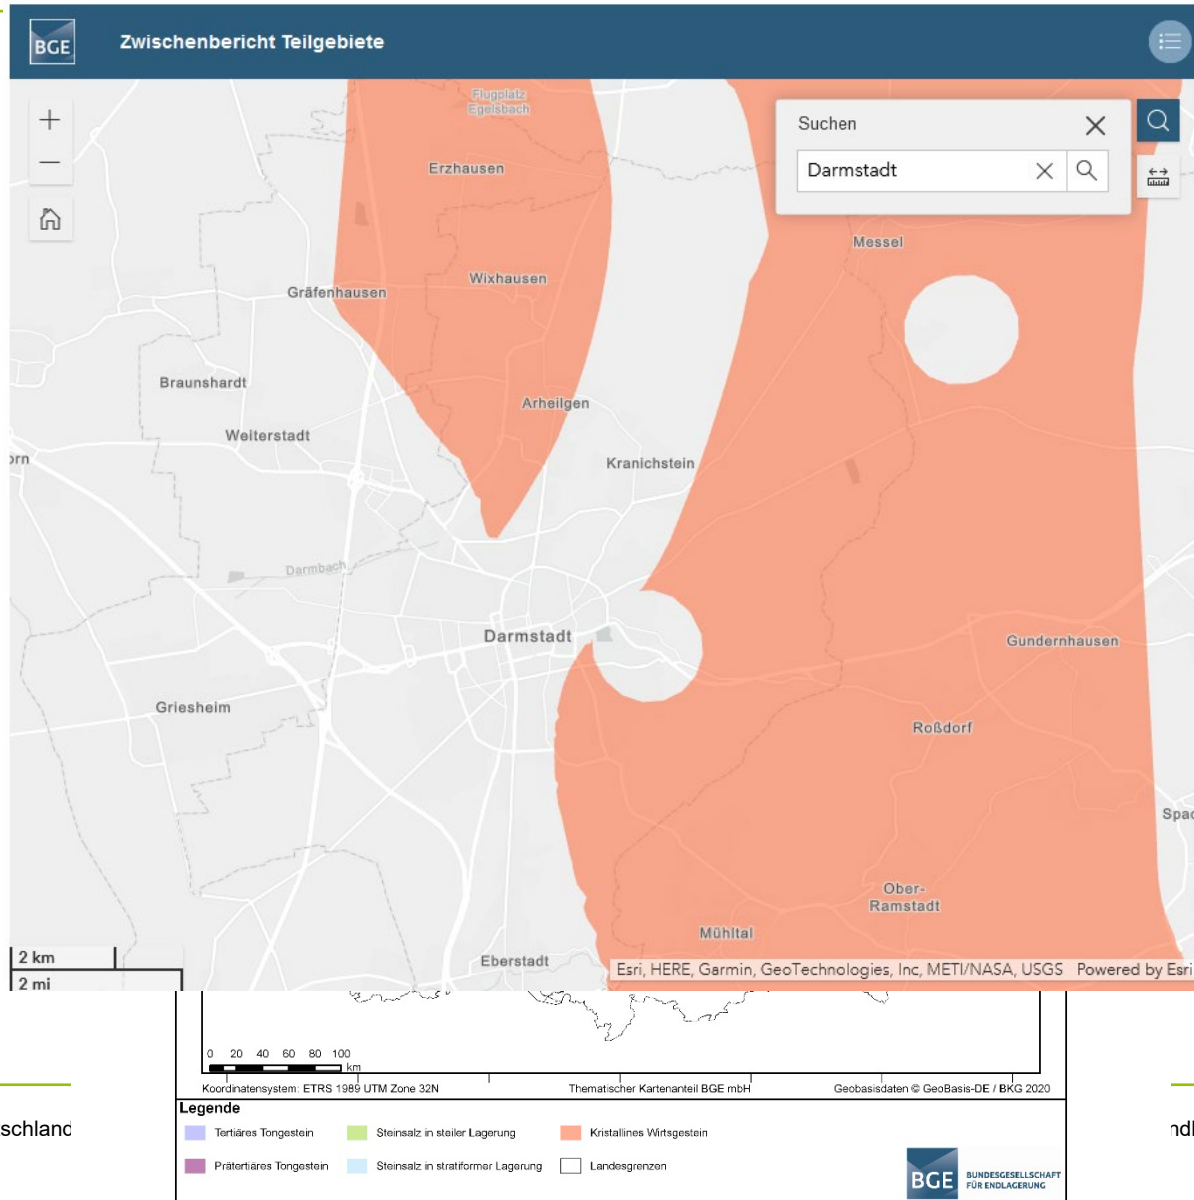 BGE
Zwischenbericht Teilgebiete
Flugplatz
Egelsbach
Suchen
Darmstadt
Erzhausen
Messel
Wixhausen
Gräfenhausen
Braunshardt
Arheilgen
Weiterstadt
Kranichstein
orn
Darmbach
Darmstadt
Gundernhausen
Griesheim
Roßdorf
Spac
Ober-
Ramstadt
Mühltal
2 km
Eberstadt
Esri, HERE, Garmin, GeoTechnologies, Inc, METI/NASA, USGS Powered by Esri
2 mi
0 20 40 60 80 100
km
Koordinatensystem: ETRS 1989 UTM Zone 32N Thematischer Kartenanteil BGE mbH Geobasisdaten © GeoBasis-DE / BKG 2020
Legende
tschland
ndl
Tertiäres Tongestein Steinsalz in steiler Lagerung Kristallines Wirtsgestein
Prätertiäres Tongestein Steinsalz in stratiformer Lagerung Landesgrenzen
BGE BUNDESGESELLSCHAFT
FÜR ENDLAGERUNG